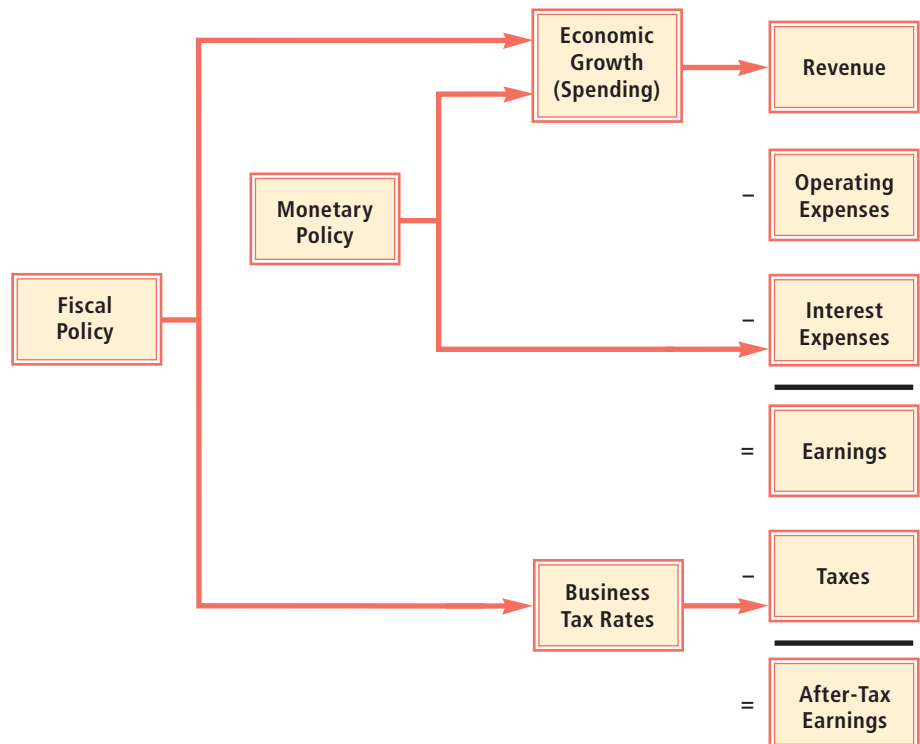 Economic
Growth
(Spending)
Revenue
– Operating
Expenses
Monetary
Policy
– Interest
Expenses
Fiscal
Policy
= Earnings
– Taxes
Business
Tax Rates
= After-Tax
Earnings